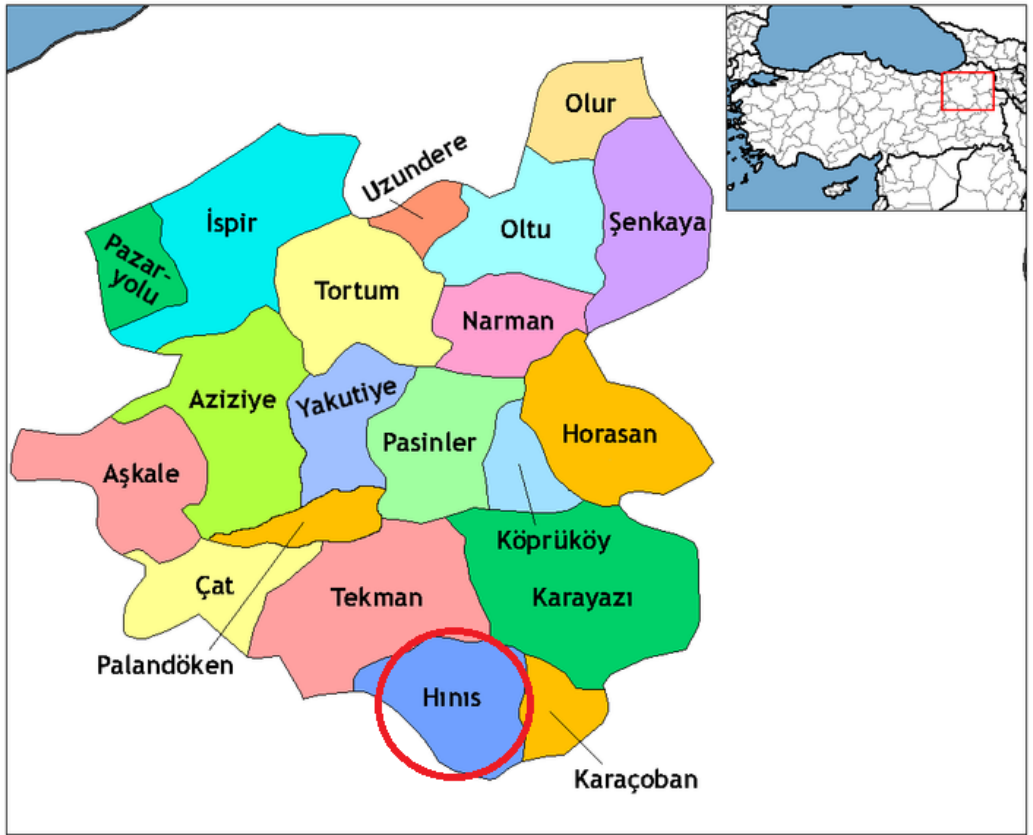 Olur
Uzundere
İspir
Oltu
Şenkaya
Pazar-
yolu
Tortum
Narman
Aziziye
Yakutiye
Pasinler
Horasan
Aşkale
Köprüköy
Çat
Tekman
Karayazı
Palandöken
Hınıs
Karaçoban